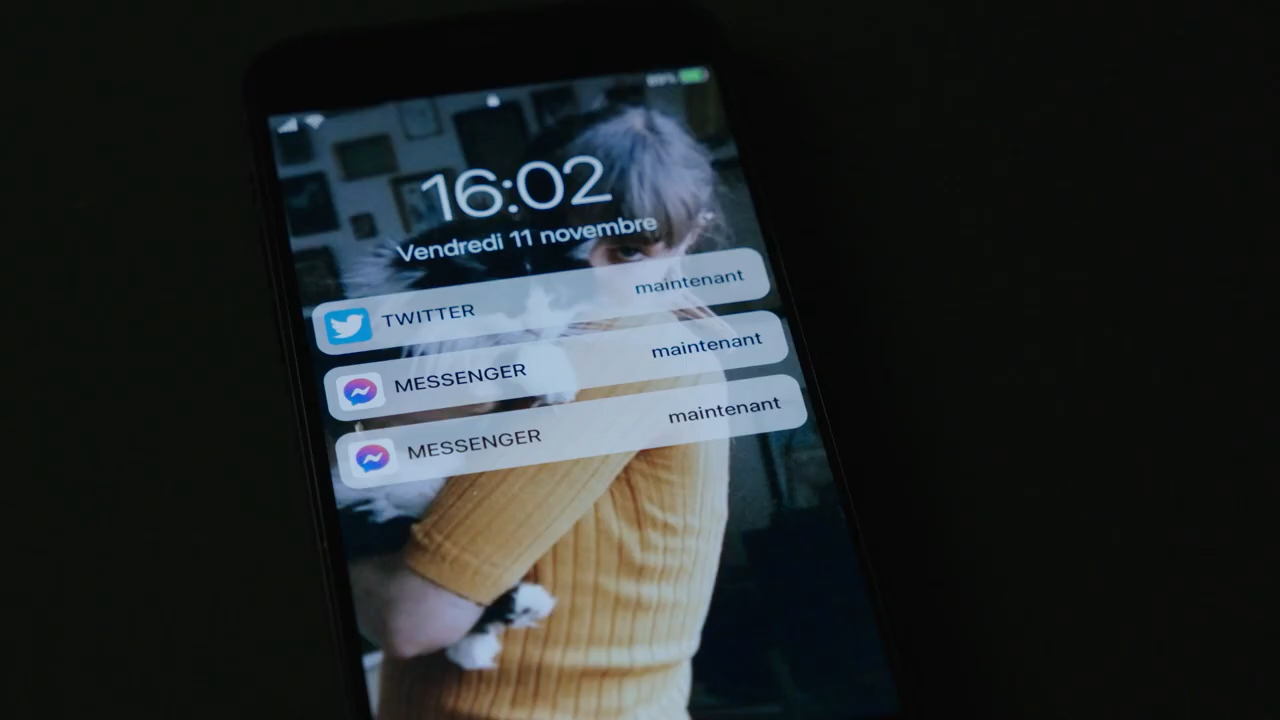 16:02
Vendredi 11 novembre
TWITTER maintenant
MESSENGER maintenant
MESSENGER maintenant